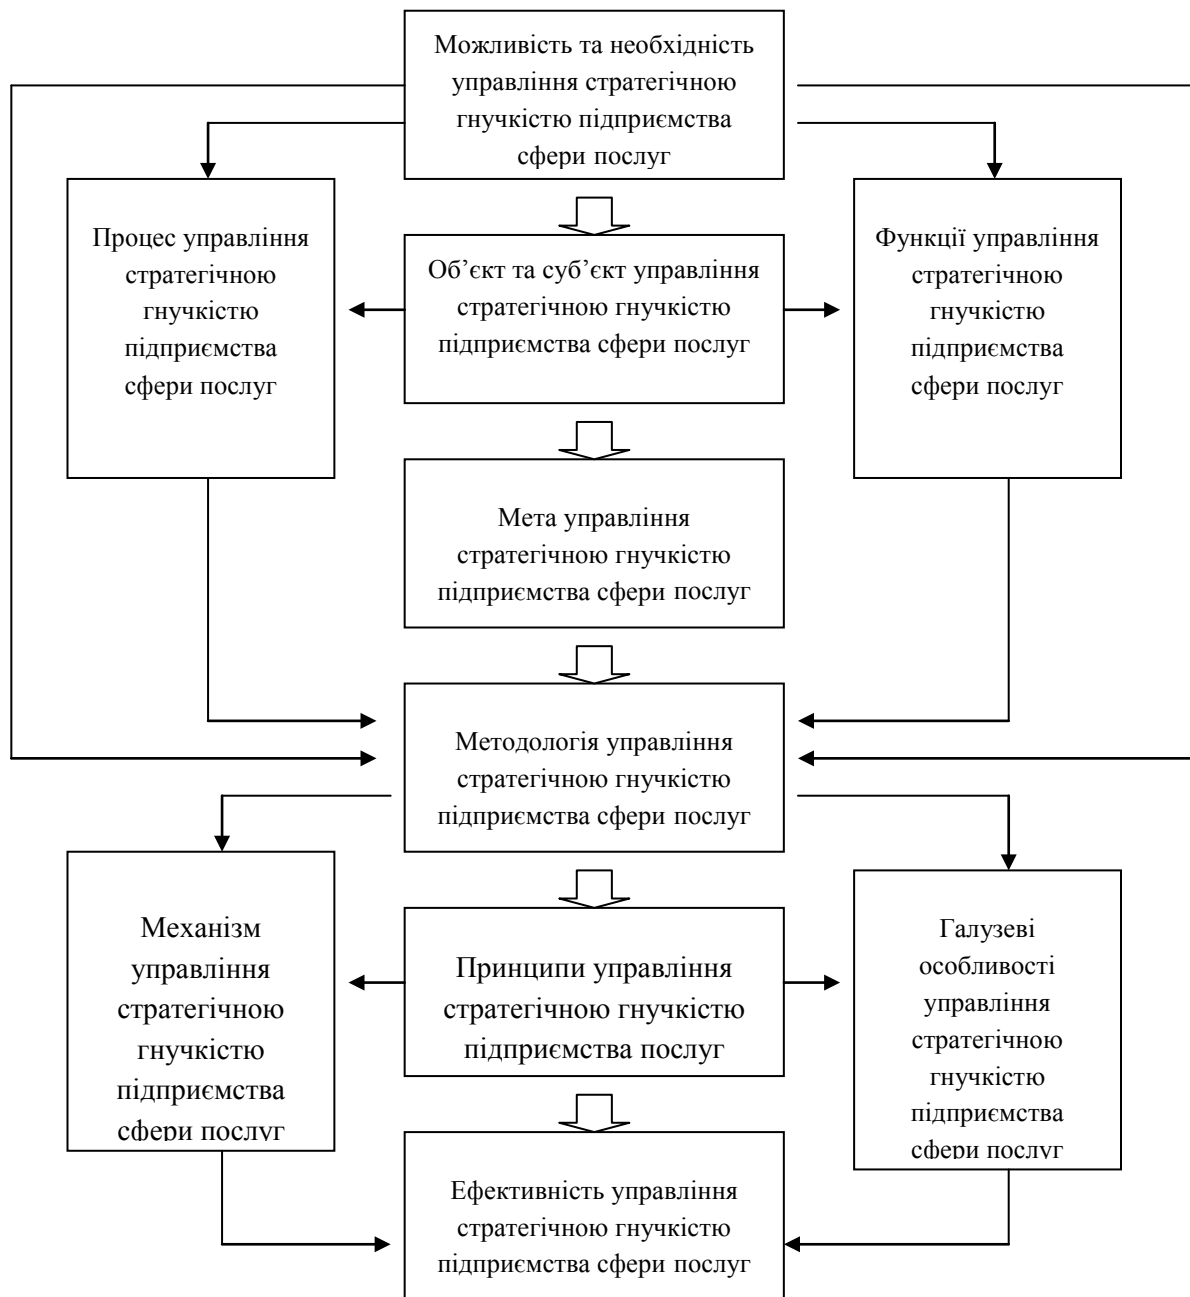 Можливість та необхідність
управління стратегічною
гнучкістю підприємства
сфери послуг
Процес управління
стратегічною
гнучкістю
підприємства
сфери послуг
Об’єкт та суб’єкт управління
стратегічною гнучкістю
підприємства сфери послуг
Функції управління
стратегічною
гнучкістю
підприємства
сфери послуг
Мета управління
стратегічною гнучкістю
підприємства сфери послуг
Методологія управління
стратегічною гнучкістю
підприємства сфери послуг
Механізм
управління
стратегічною
гнучкістю
підприємства
сфери послуг
Принципи управління
стратегічною гнучкістю
підприємства послуг
Галузеві
особливості
управління
стратегічною
гнучкістю
підприємства
сфери послуг
Ефективність управління
стратегічною гнучкістю
підприємства сфери послуг